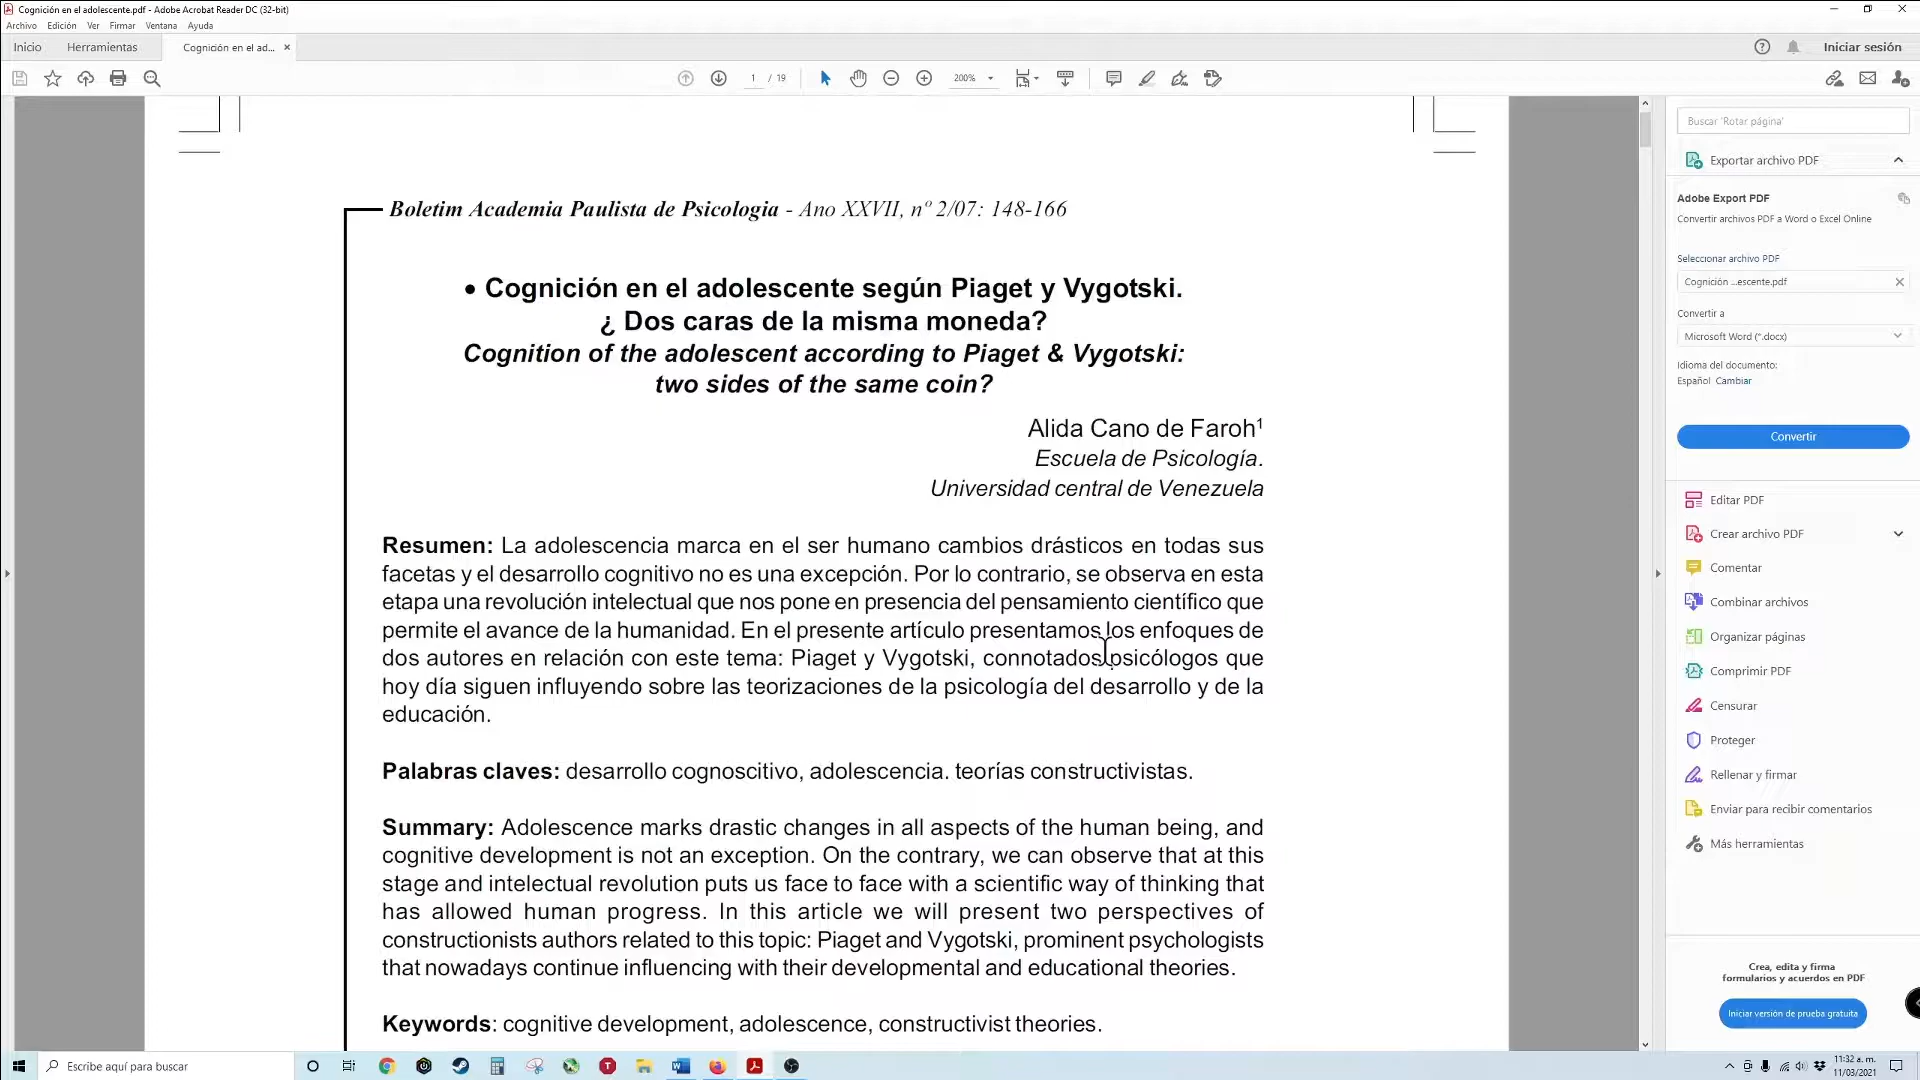 Cognición en el adolescente.pdf - Adobe Acrobat Reader DC (32-bit)
Archivo Edición Ver Firmar Ventana Ayuda
Inicio Herramientas Cognición en el ad... Iniciar sesión
1 / 19 200%
Boletim Academia Paulista de Psicologia - Ano XXVII, nº 2/07: 148-166
• Cognición en el adolescente según Piaget y Vygotski.
¿ Dos caras de la misma moneda?
Cognition of the adolescent according to Piaget & Vygotski:
two sides of the same coin?
Alida Cano de Faroh¹
Escuela de Psicología.
Universidad central de Venezuela
Resumen: La adolescencia marca en el ser humano cambios drásticos en todas sus
facetas y el desarrollo cognitivo no es una excepción. Por lo contrario, se observa en esta
etapa una revolución intelectual que nos pone en presencia del pensamiento científico que
permite el avance de la humanidad. En el presente artículo presentamos los enfoques de
dos autores en relación con este tema: Piaget y Vygotski, connotados psicólogos que
hoy día siguen influyendo sobre las teorizaciones de la psicología del desarrollo y de la
educación.
Palabras claves: desarrollo cognoscitivo, adolescencia. teorías constructivistas.
Summary: Adolescence marks drastic changes in all aspects of the human being, and
cognitive development is not an exception. On the contrary, we can observe that at this
stage and intelectual revolution puts us face to face with a scientific way of thinking that
has allowed human progress. In this article we will present two perspectives of
constructionists authors related to this topic: Piaget and Vygotski, prominent psychologists
that nowadays continue influencing with their developmental and educational theories.
Keywords: cognitive development, adolescence, constructivist theories.
Buscar 'Rotar página'
Exportar archivo PDF
Adobe Export PDF
Convertir archivos PDF a Word o Excel Online
Seleccionar archivo PDF
Cognición ...escente.pdf
Convertir a
Microsoft Word (*.docx)
Idioma del documento:
Español Cambiar
Convertir
Editar PDF
Crear archivo PDF
Comentar
Combinar archivos
Organizar páginas
Comprimir PDF
Censurar
Proteger
Rellenar y firmar
Enviar para recibir comentarios
Más herramientas
Crea, edita y firma
formularios y acuerdos en PDF
Iniciar versión de prueba gratuita
Escribe aquí para buscar
11:32 a. m.
11/03/2021